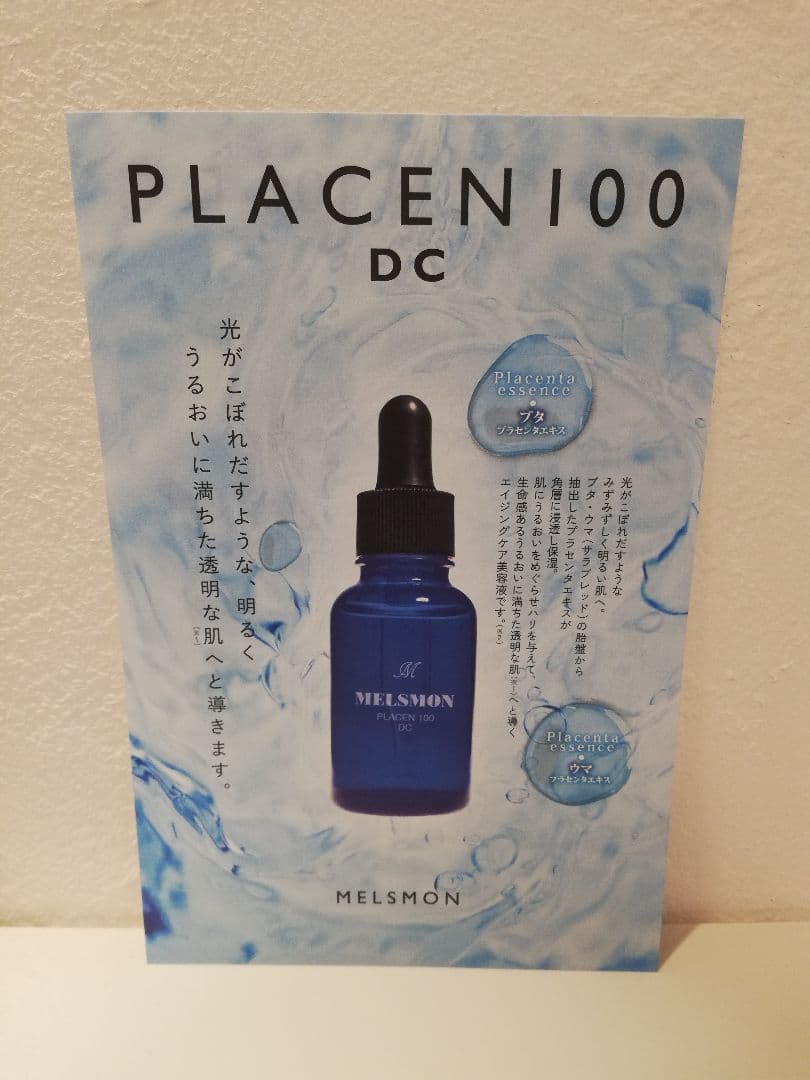 PLACEN100
DC
光がこぼれだすような、明るく
うるおいに満ちた透明な肌(※1)へと導きます。
Placenta
essence
ブタ
プラセンタエキス
光がこぼれだすような
みずみずしく明るい肌へ。
ブタ・ウマ(サラブレッド)の胎盤から
抽出したプラセンタエキスが
角層に浸透し保湿。
肌にうるおいをめぐらせハリを与えて、
生命感あるうるおいに満ちた透明な肌(※1)へと導く
エイジングケア美容液です。(※2)
M
MELSMON
PLACEN 100
DC
Placenta
essence
ウマ
プラセンタエキス
MELSMON